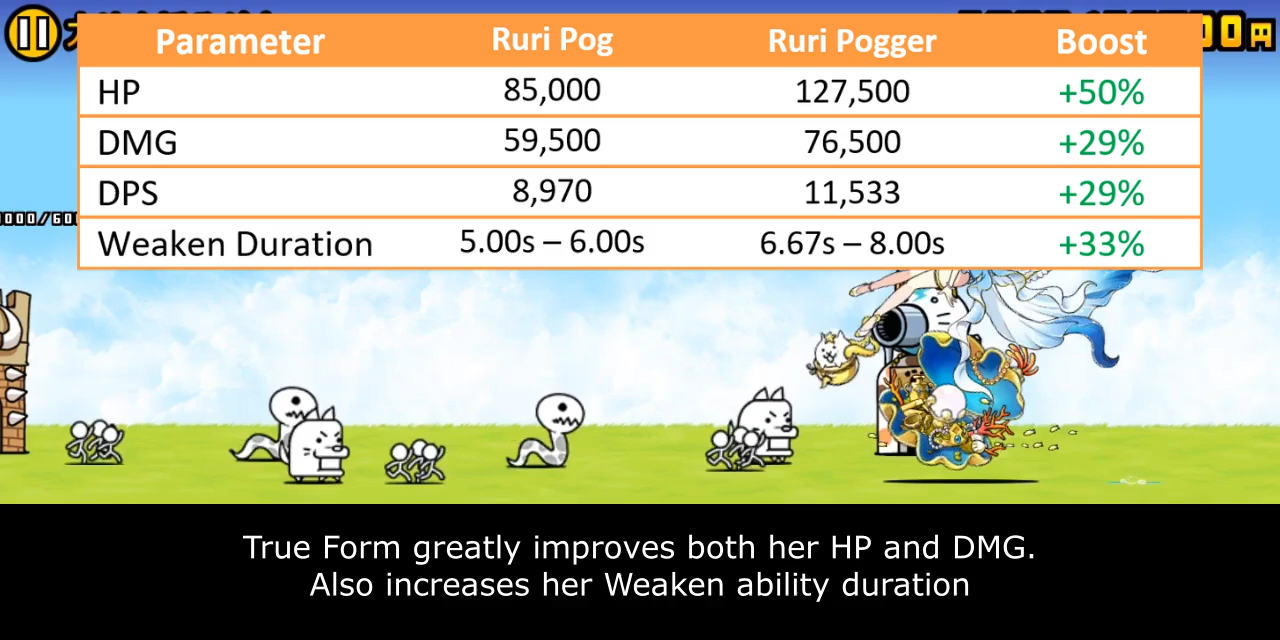 Parameter Ruri Pog Ruri Pogger Boost
HP 85,000 127,500 +50%
DMG 59,500 76,500 +29%
DPS 8,970 11,533 +29%
Weaken Duration 5.00s – 6.00s 6.67s – 8.00s +33%
True Form greatly improves both her HP and DMG.
Also increases her Weaken ability duration